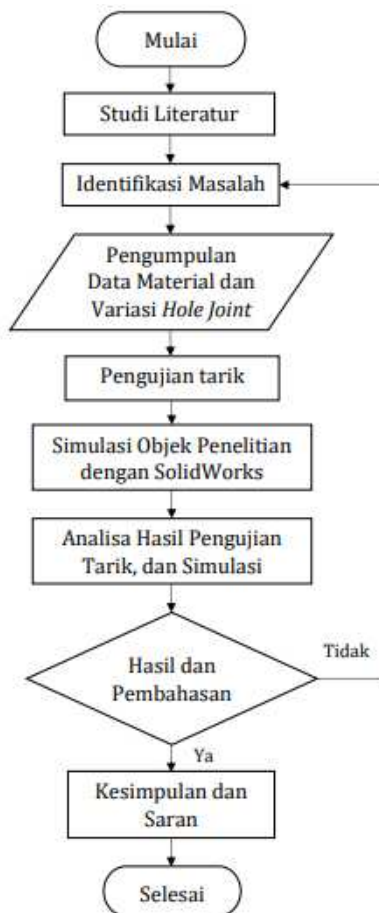 Mulai
Studi Literatur
Identifikasi Masalah
Pengumpulan
Data Material dan
Variasi Hole Joint
Pengujian tarik
Simulasi Objek Penelitian
dengan SolidWorks
Analisa Hasil Pengujian
Tarik, dan Simulasi
Hasil dan
Pembahasan
Tidak
Ya
Kesimpulan dan
Saran
Selesai